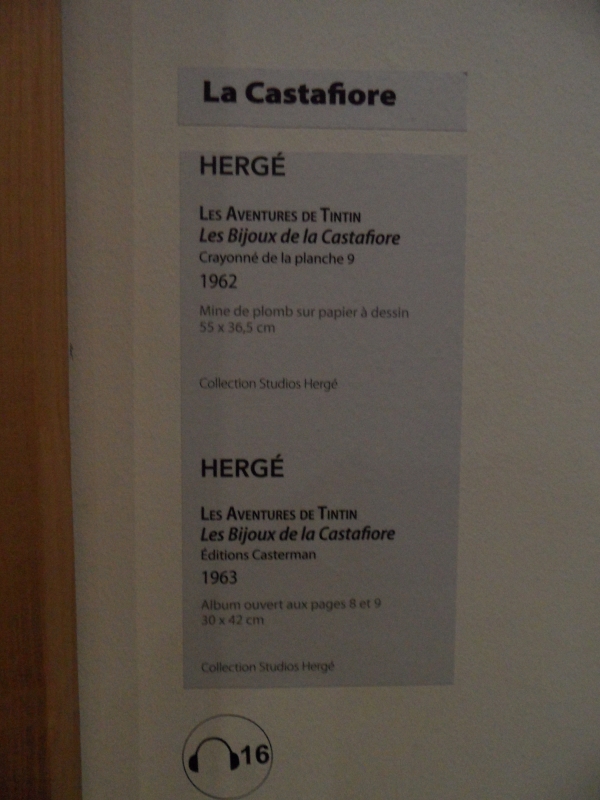 La Castafiore
HERGÉ
LES AVENTURES DE TINTIN
Les Bijoux de la Castafiore
Crayonné de la planche 9
1962
Mine de plomb sur papier à dessin
55 x 36,5 cm
Collection Studios Hergé
HERGÉ
LES AVENTURES DE TINTIN
Les Bijoux de la Castafiore
Éditions Casterman
1963
Album ouvert aux pages 8 et 9
30 x 42 cm
Collection Studios Hergé
16